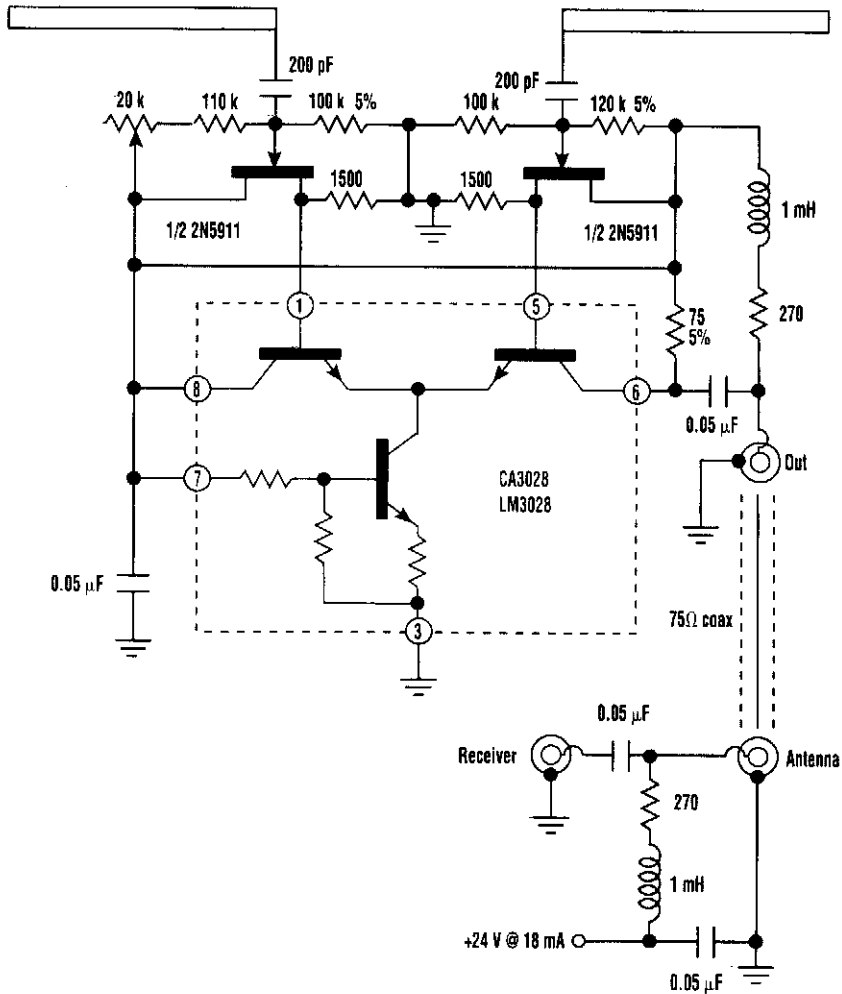 200 pF
200 pF
20 k
110 k
100 k 5%
100 k
120 k 5%
1500
1500
1/2 2N5911
1/2 2N5911
1 mH
1
5
75
5%
270
8
6
0.05 µF
7
CA3028
LM3028
Out
0.05 µF
3
75Ω coax
0.05 µF
Receiver
Antenna
270
1 mH
+24 V @ 18 mA
0.05 µF